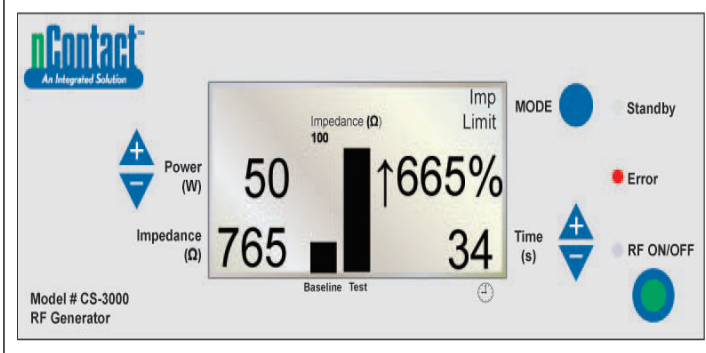 nContact™
An Integrated Solution
Imp
Limit
Impedance (Ω)
100
MODE
Standby
Power
(W)
50
↑665%
Error
Impedance
(Ω)
765
34
Time
(s)
RF ON/OFF
Baseline Test
Model # CS-3000
RF Generator